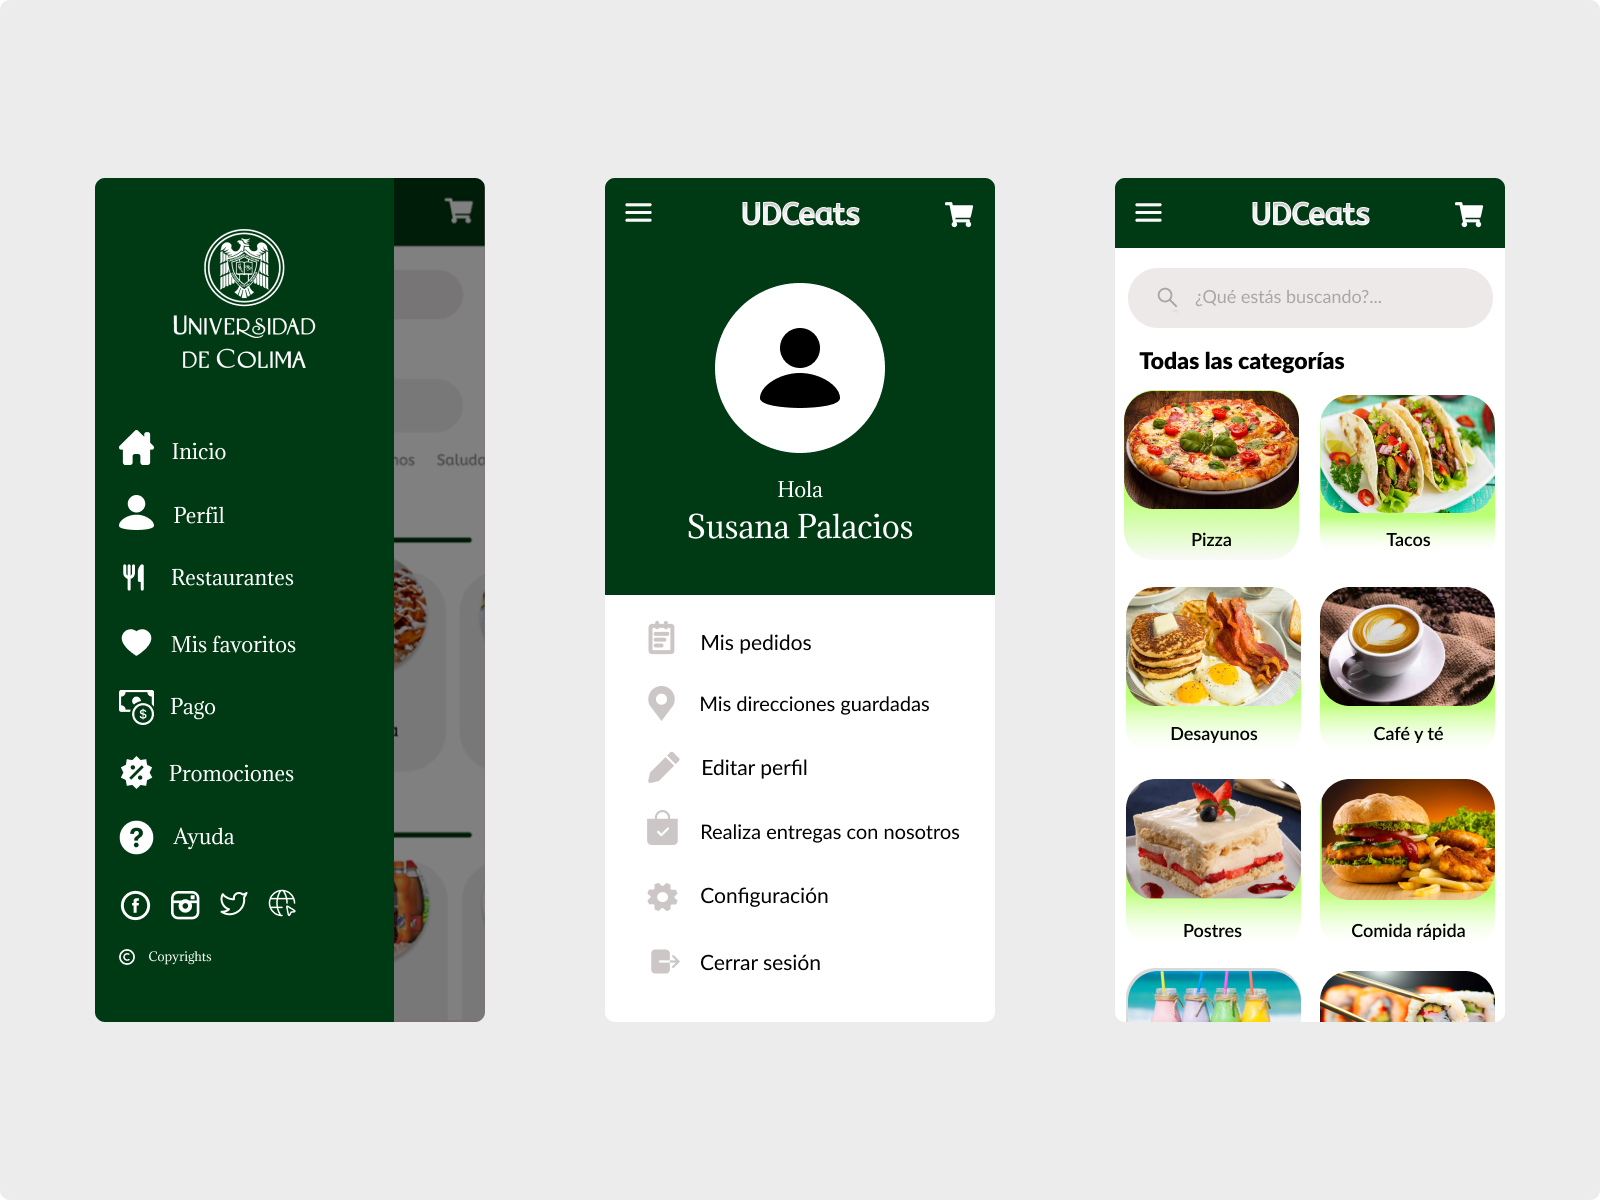 UNIVERSIDAD
DE COLIMA
Inicio
Perfil
Restaurantes
Mis favoritos
Pago
Promociones
Ayuda
Copyrights
UDCeats
Hola
Susana Palacios
Mis pedidos
Mis direcciones guardadas
Editar perfil
Realiza entregas con nosotros
Configuración
Cerrar sesión
UDCeats
¿Qué estás buscando?...
Todas las categorías
Pizza
Tacos
Desayunos
Café y té
Postres
Comida rápida